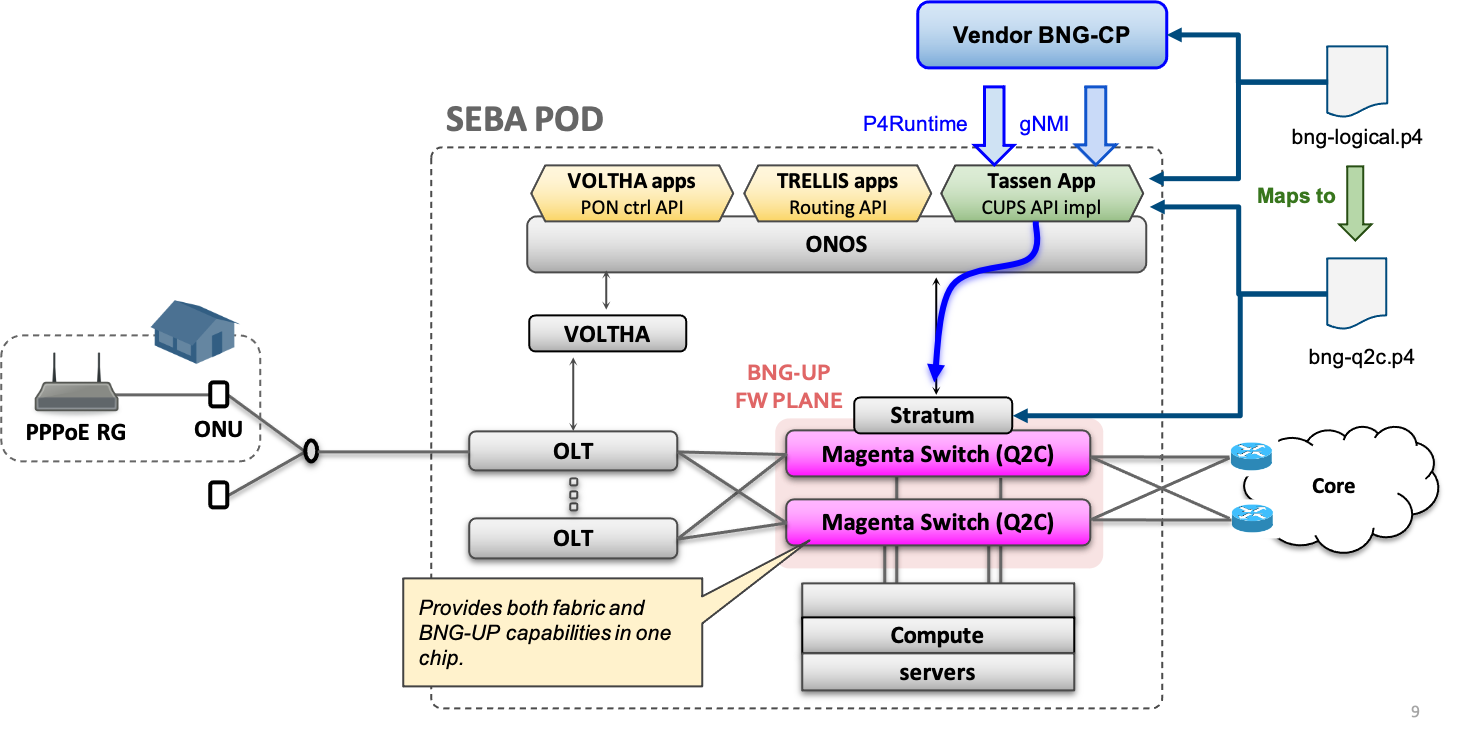 Vendor BNG-CP
SEBA POD
P4Runtime
gNMI
bng-logical.p4
VOLTHA apps
PON ctrl API
TRELLIS apps
Routing API
Tassen App
CUPS API impl
Maps to
ONOS
VOLTHA
bng-q2c.p4
BNG-UP
FW PLANE
Stratum
PPPoE RG
ONU
OLT
Magenta Switch (Q2C)
Core
OLT
Magenta Switch (Q2C)
Provides both fabric and
BNG-UP capabilities in one
chip.
Compute
servers
9